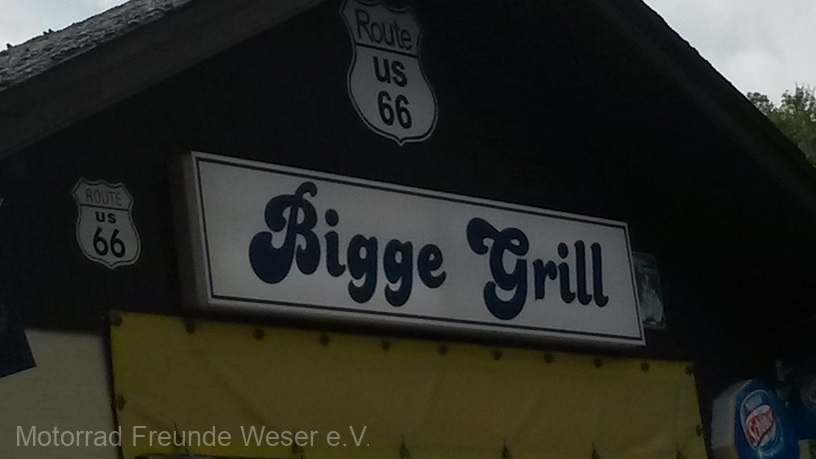 Route
us
66
ROUTE
us
66
Bigge Grill
Motorrad Freunde Weser e.V.